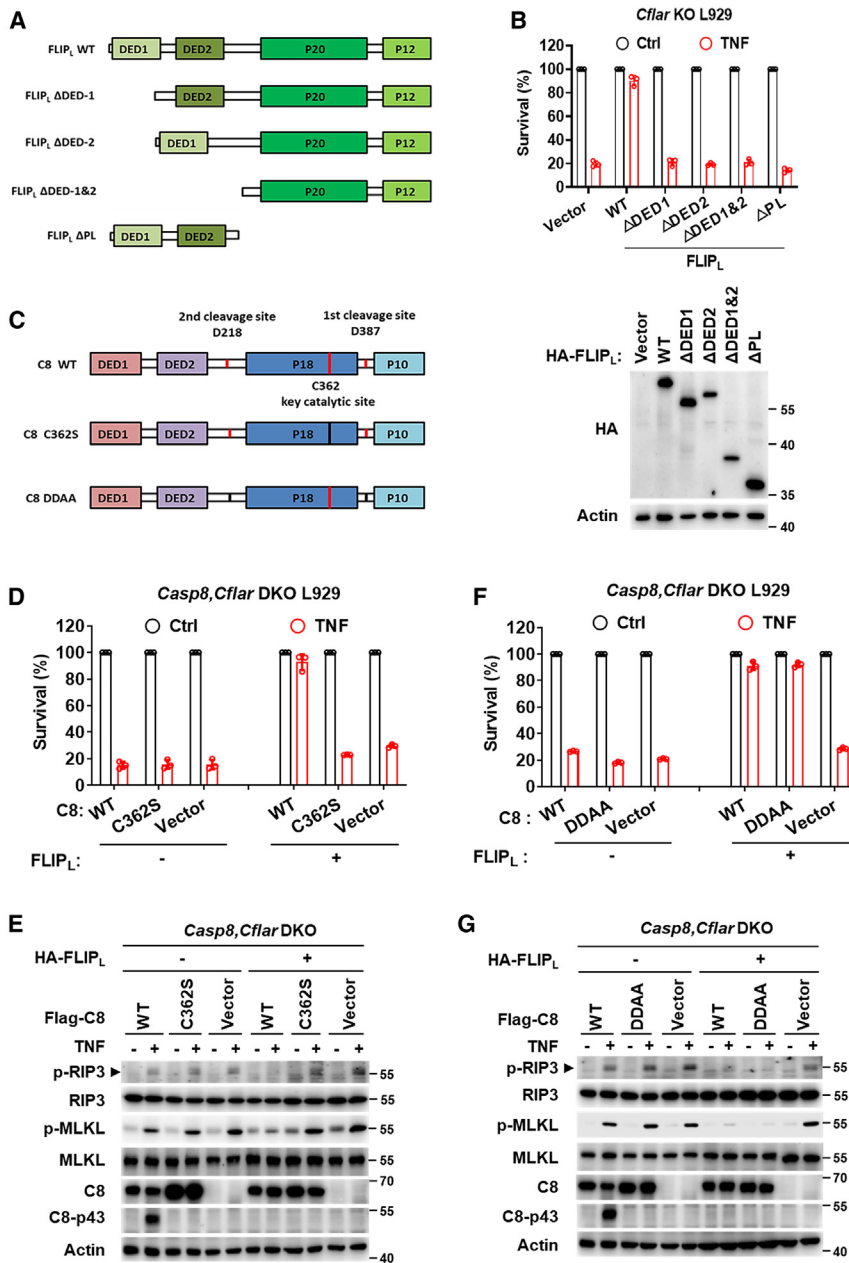 A
FLIPL WT DED1 DED2 P20 P12
FLIPL ΔDED-1 DED2 P20 P12
FLIPL ΔDED-2 DED1 P20 P12
FLIPL ΔDED-1&2 P20 P12
FLIPL ΔPL DED1 DED2
B
Cflar KO L929
Ctrl TNF
Survival (%)
120
100
80
60
40
20
0
Vector WT △DED1 △DED2 △DED1&2 △PL
FLIPL
HA-FLIPL: Vector WT ΔDED1 ΔDED2 ΔDED1&2 ΔPL
HA
55
40
35
Actin
40
C
2nd cleavage site 1st cleavage site
D218 D387
C8 WT DED1 DED2 P18 P10
C362
key catalytic site
C8 C362S DED1 DED2 P18 P10
C8 DDAA DED1 DED2 P18 P10
D
Casp8,Cflar DKO L929
Ctrl TNF
Survival (%)
120
100
80
60
40
20
0
C8: WT C362S Vector WT C362S Vector
FLIPL: - +
F
Casp8,Cflar DKO L929
Ctrl TNF
Survival (%)
120
100
80
60
40
20
0
C8 : WT DDAA Vector WT DDAA Vector
FLIPL : - +
E
Casp8,Cflar DKO
HA-FLIPL - +
Flag-C8 WT C362S Vector WT C362S Vector
TNF - + - + - + - + - + - +
p-RIP3 55
RIP3 55
p-MLKL 55
MLKL 55
C8 70
C8-p43 55
Actin 40
G
Casp8,Cflar DKO
HA-FLIPL - +
Flag-C8 WT DDAA Vector WT DDAA Vector
TNF - + - + - + - + - + - +
p-RIP3 55
RIP3 55
p-MLKL 55
MLKL 55
C8 70
C8-p43 55
Actin 40